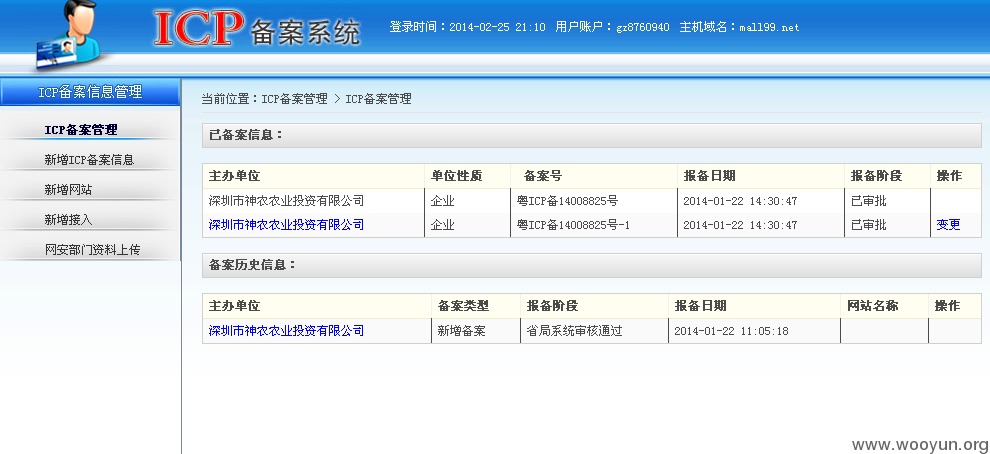 ICP备案系统 登录时间：2014-02-25 21:10 用户账户：gz8760940 主机域名：mall99.net
ICP备案信息管理
ICP备案管理
新增ICP备案信息
新增网站
新增接入
网安部门资料上传
当前位置：ICP备案管理 > ICP备案管理
已备案信息：
主办单位 单位性质 备案号 报备日期 报备阶段 操作
深圳市神农农业投资有限公司 企业 粤ICP备14008825号 2014-01-22 14:30:47 已审批
深圳市神农农业投资有限公司 企业 粤ICP备14008825号-1 2014-01-22 14:30:47 已审批 变更
备案历史信息：
主办单位 备案类型 报备阶段 报备日期 网站名称 操作
深圳市神农农业投资有限公司 新增备案 省局系统审核通过 2014-01-22 11:05:18
www.wooyun.org